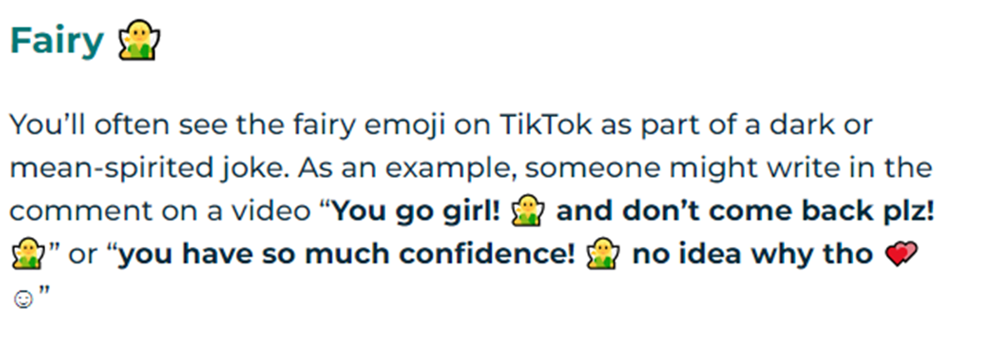 Fairy 🧚
You’ll often see the fairy emoji on TikTok as part of a dark or
mean-spirited joke. As an example, someone might write in the
comment on a video “You go girl! 🧚 and don’t come back plz!
🧚” or “you have so much confidence! 🧚 no idea why tho 💕
☺”